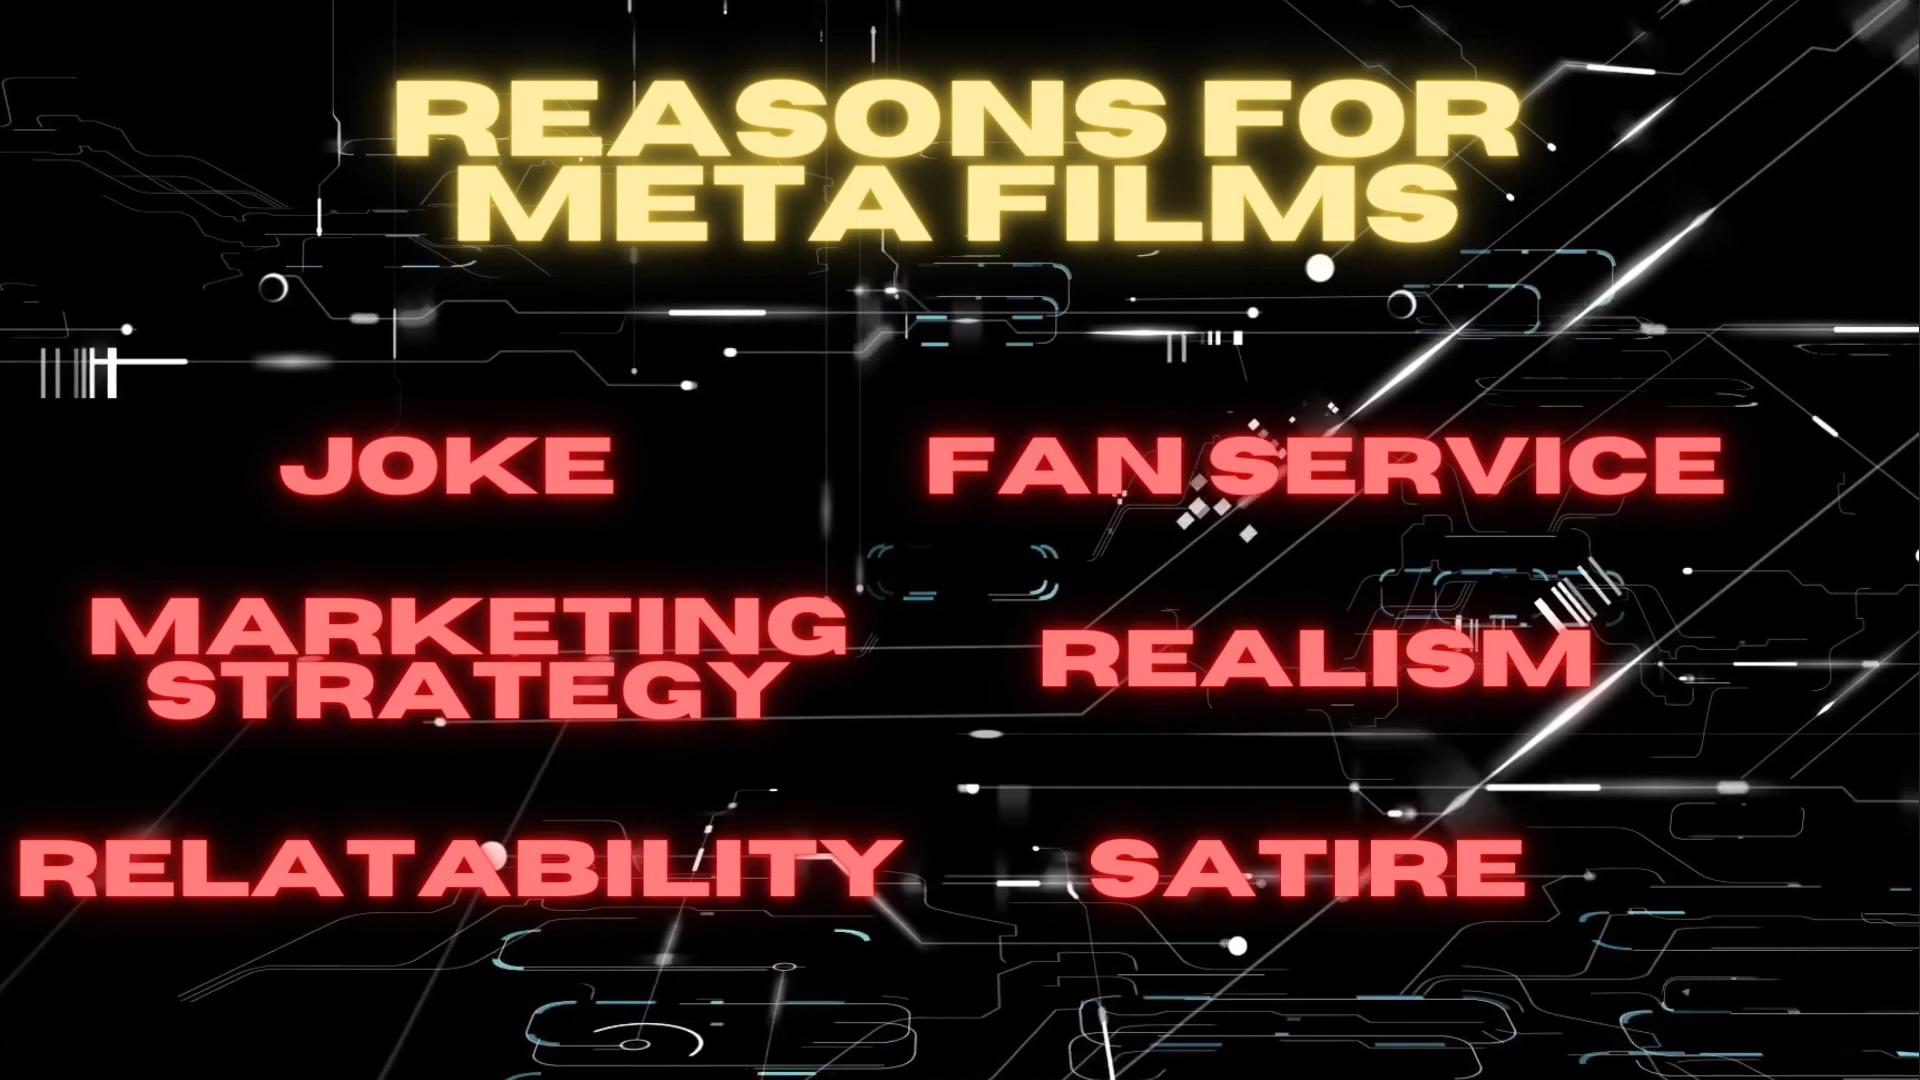 REASONS FOR
META FILMS
JOKE
FAN SERVICE
MARKETING
STRATEGY
REALISM
RELATABILITY
SATIRE